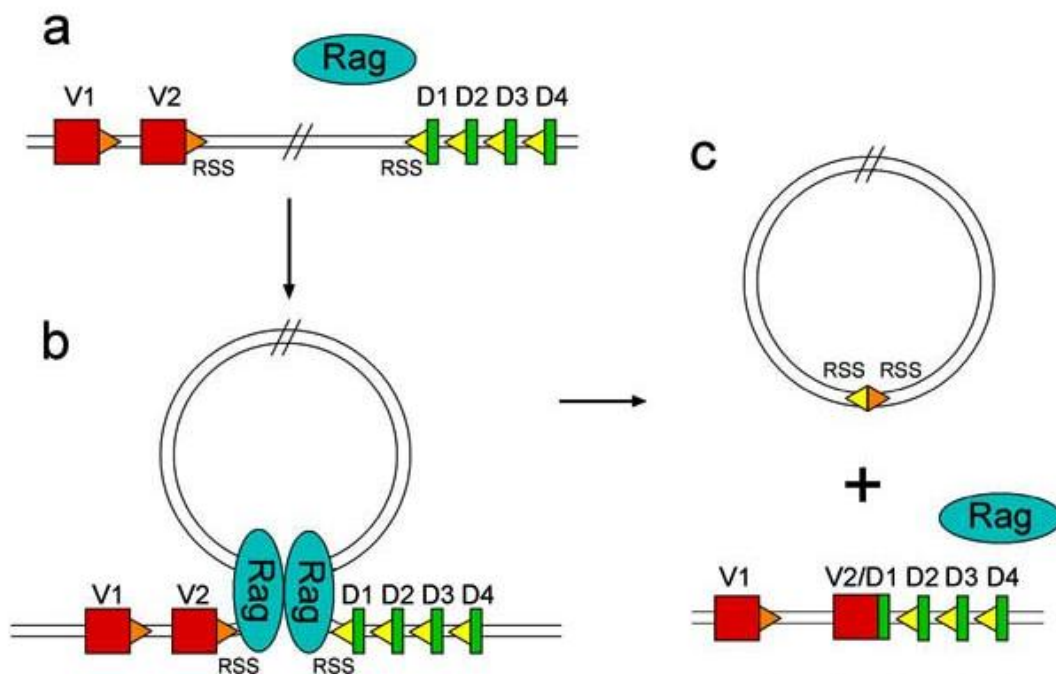 a
Rag
V1 V2 D1 D2 D3 D4
RSS RSS
b
Rag Rag
V1 V2 D1 D2 D3 D4
RSS RSS
c
RSS RSS
+
Rag
V1 V2/D1 D2 D3 D4